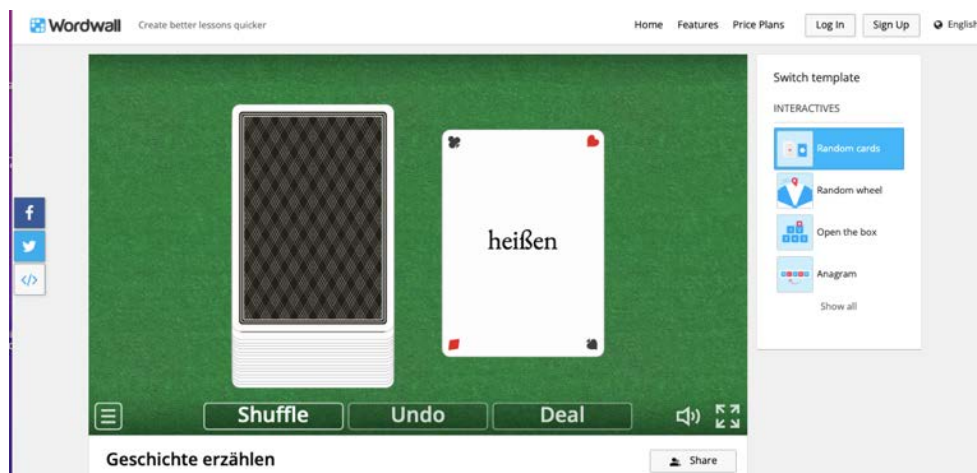 Wordwall Create better lessons quicker Home Features Price Plans Log In Sign Up English
Switch template
INTERACTIVES
Random cards
Random wheel
heißen
Open the box
Anagram
Show all
Shuffle Undo Deal
Geschichte erzählen Share